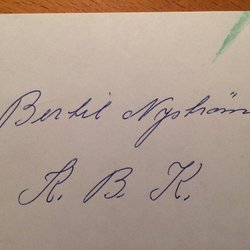 Bertil Nyström
K. B. K.